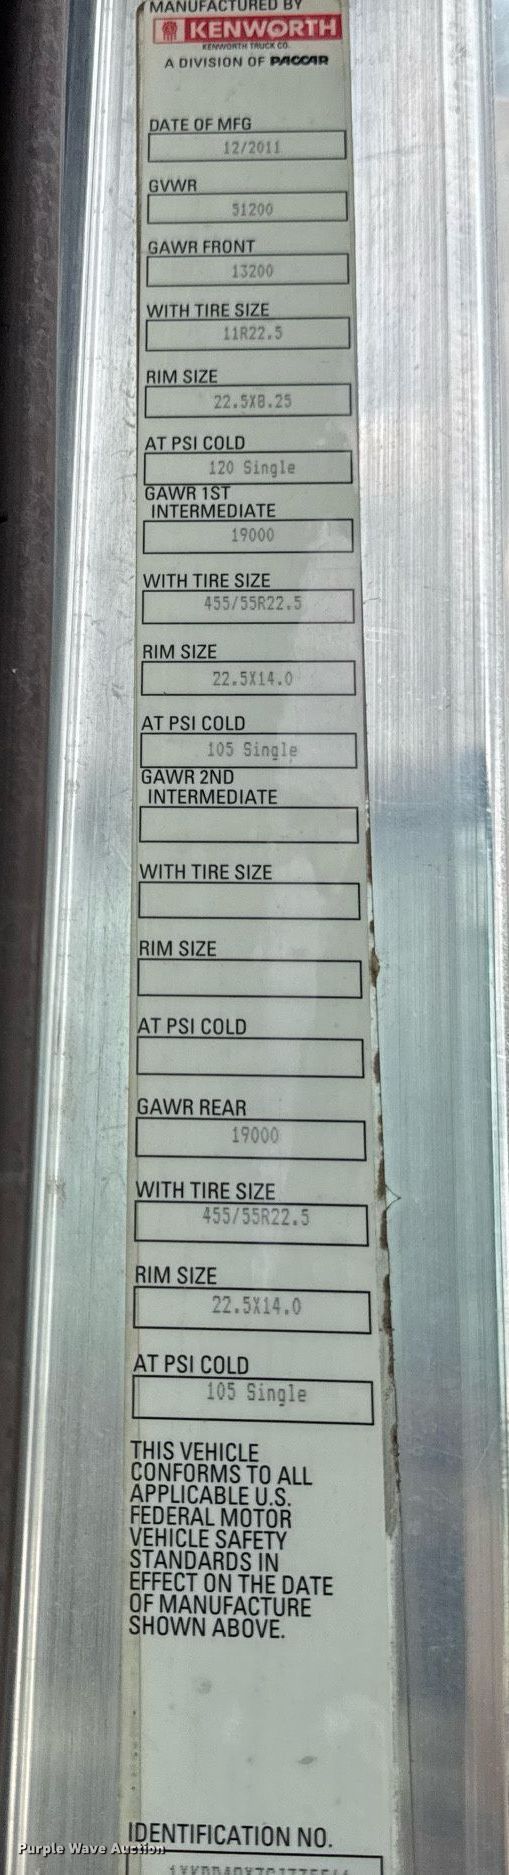 MANUFACTURED BY
KENWORTH
KENWORTH TRUCK CO.
A DIVISION OF PACCAR
DATE OF MFG
12/2011
GVWR
51200
GAWR FRONT
13200
WITH TIRE SIZE
11R22.5
RIM SIZE
22.5X8.25
AT PSI COLD
120 Single
GAWR 1ST
INTERMEDIATE
19000
WITH TIRE SIZE
455/55R22.5
RIM SIZE
22.5X14.0
AT PSI COLD
105 Single
GAWR 2ND
INTERMEDIATE
WITH TIRE SIZE
RIM SIZE
AT PSI COLD
GAWR REAR
19000
WITH TIRE SIZE
455/55R22.5
RIM SIZE
22.5X14.0
AT PSI COLD
105 Single
THIS VEHICLE
CONFORMS TO ALL
APPLICABLE U.S.
FEDERAL MOTOR
VEHICLE SAFETY
STANDARDS IN
EFFECT ON THE DATE
OF MANUFACTURE
SHOWN ABOVE.
IDENTIFICATION NO.
Purple Wave Auction